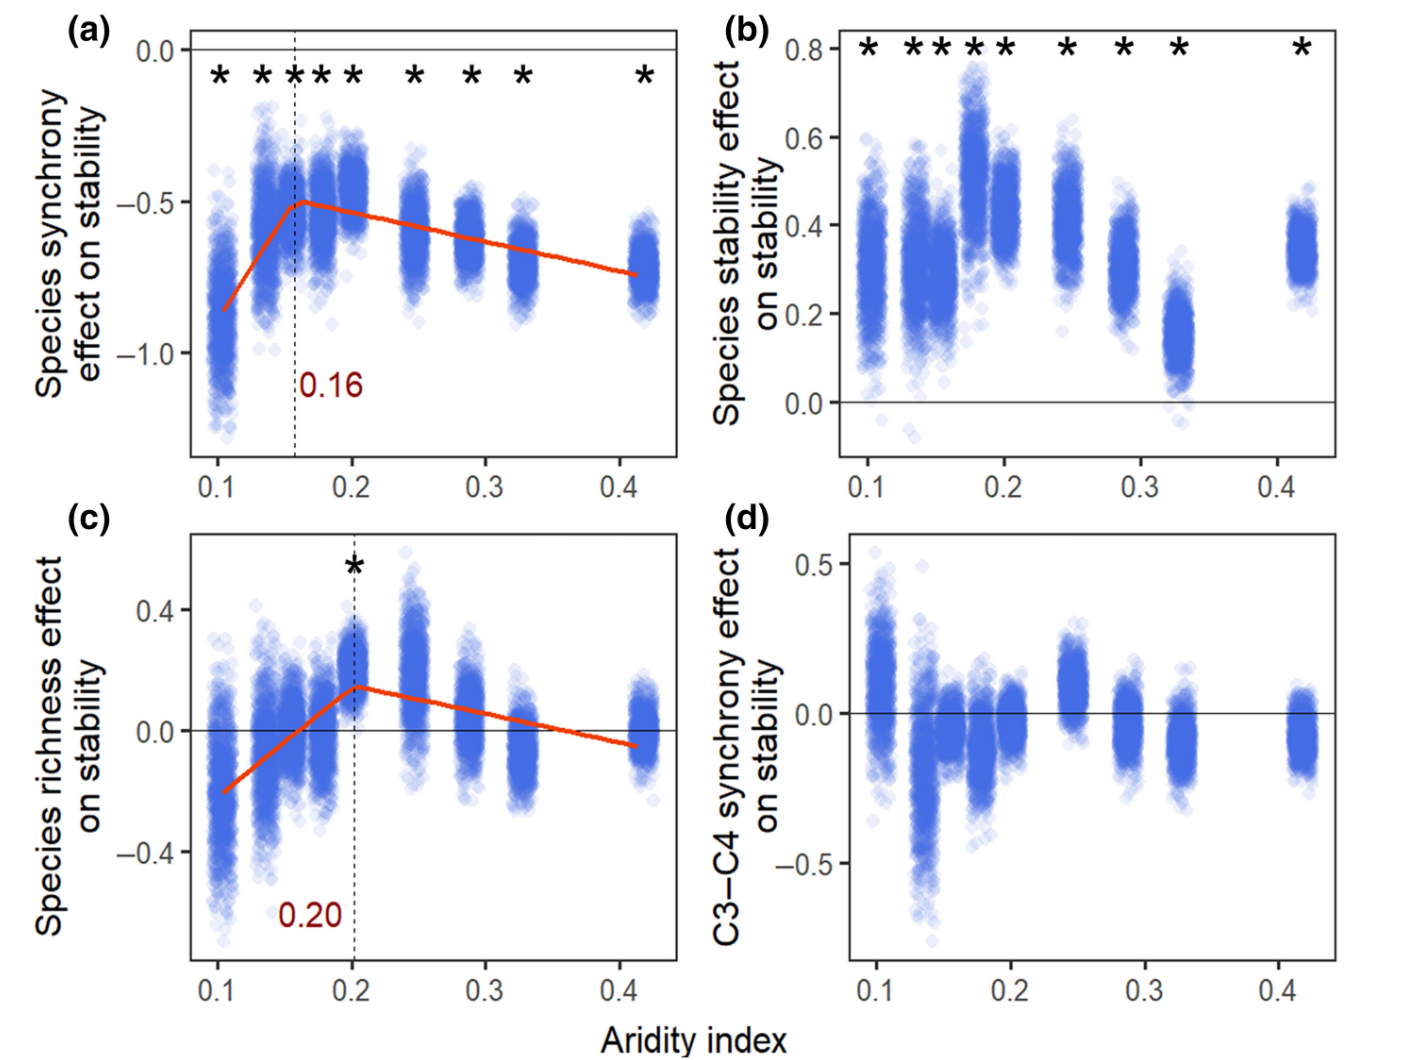 (a)
Species synchrony
effect on stability
0.0
−0.5
−1.0
* * * * * * * * *
0.16
0.1 0.2 0.3 0.4
(b)
Species stability effect
on stability
0.8
0.6
0.4
0.2
0.0
* * * * * * * * *
0.1 0.2 0.3 0.4
(c)
Species richness effect
on stability
0.4
0.0
−0.4
*
0.20
0.1 0.2 0.3 0.4
(d)
C3−C4 synchrony effect
on stability
0.5
0.0
−0.5
0.1 0.2 0.3 0.4
Aridity index